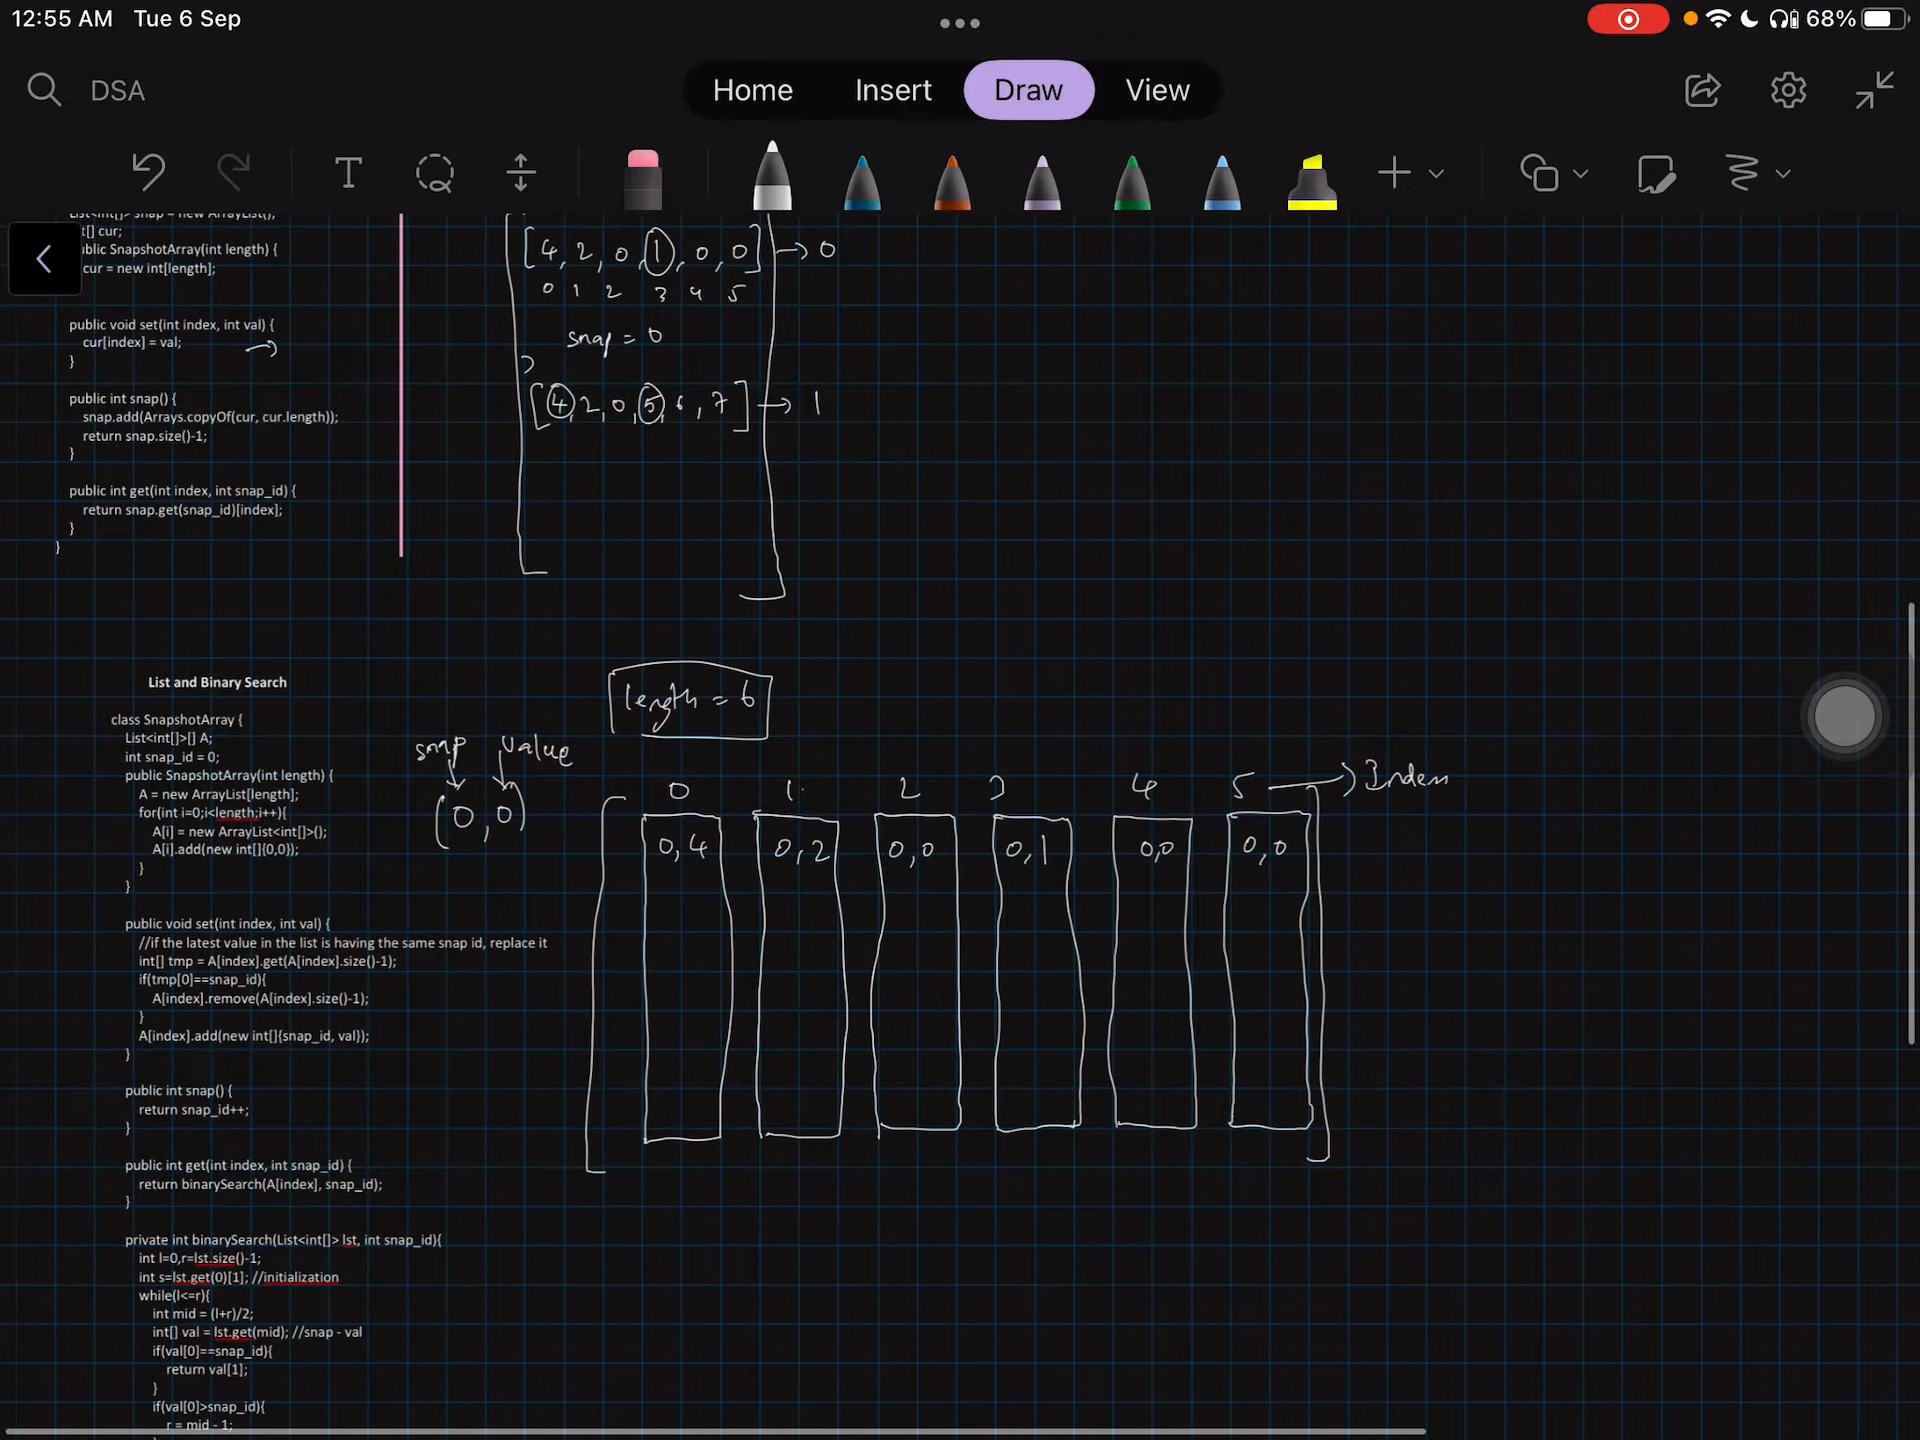 12:55 AM Tue 6 Sep
68%
DSA
Home Insert Draw View
T
List<int[]> snap = new ArrayList();
t[] cur;
ublic SnapshotArray(int length) {
cur = new int[length];
public void set(int index, int val) {
cur[index] = val;
}
public int snap() {
snap.add(Arrays.copyOf(cur, cur.length));
return snap.size()-1;
}
public int get(int index, int snap_id) {
return snap.get(snap_id)[index];
}
}
[4, 2, 0, 1, 0, 0] → 0
0 1 2 3 4 5
snap = 0
,
[4, 2, 0, 5, 6, 7] → 1
List and Binary Search
class SnapshotArray {
List<int[]>[] A;
int snap_id = 0;
public SnapshotArray(int length) {
A = new ArrayList[length];
for(int i=0;i<length;i++){
A[i] = new ArrayList<int[]>();
A[i].add(new int[]{0,0});
}
}
public void set(int index, int val) {
//if the latest value in the list is having the same snap id, replace it
int[] tmp = A[index].get(A[index].size()-1);
if(tmp[0]==snap_id){
A[index].remove(A[index].size()-1);
}
A[index].add(new int[]{snap_id, val});
}
public int snap() {
return snap_id++;
}
public int get(int index, int snap_id) {
return binarySearch(A[index], snap_id);
}
private int binarySearch(List<int[]> lst, int snap_id){
int l=0,r=lst.size()-1;
int s=lst.get(0)[1]; //initialization
while(l<=r){
int mid = (l+r)/2;
int[] val = lst.get(mid); //snap - val
if(val[0]==snap_id){
return val[1];
}
if(val[0]>snap_id){
r = mid - 1;
length = 6
snap value
(0, 0)
0 1 2 3 4 5 → Index
0,4 0,2 0,0 0,1 0,0 0,0